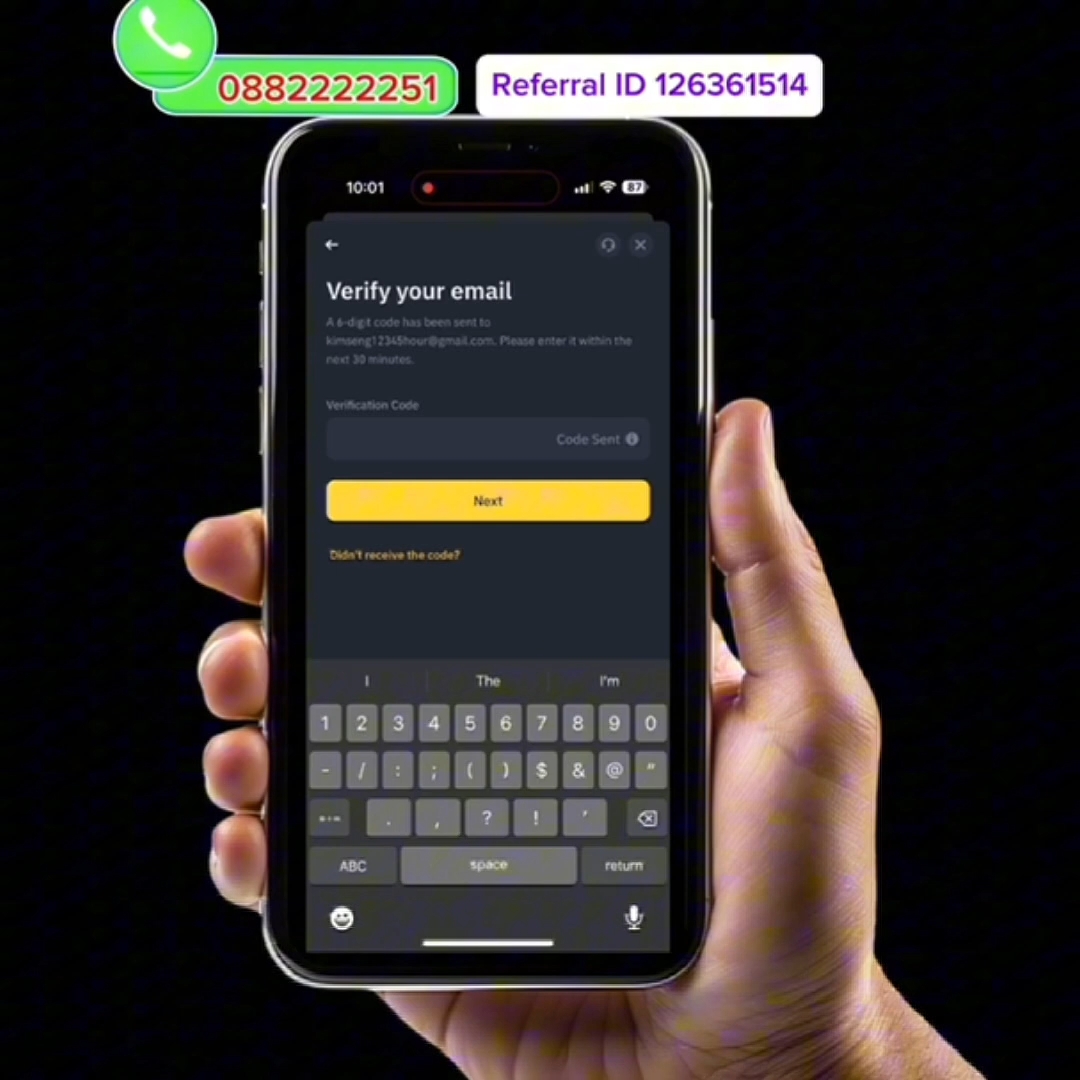 0882222251
Referral ID 126361514
10:01
87
Verify your email
A 6-digit code has been sent to
kimseng12345hour@gmail.com. Please enter it within the
next 30 minutes.
Verification Code
Code Sent
Next
Didn't receive the code?
I The I'm
1 2 3 4 5 6 7 8 9 0
- / : ; ( ) $ & @ "
#+= . , ? ! '
ABC space return